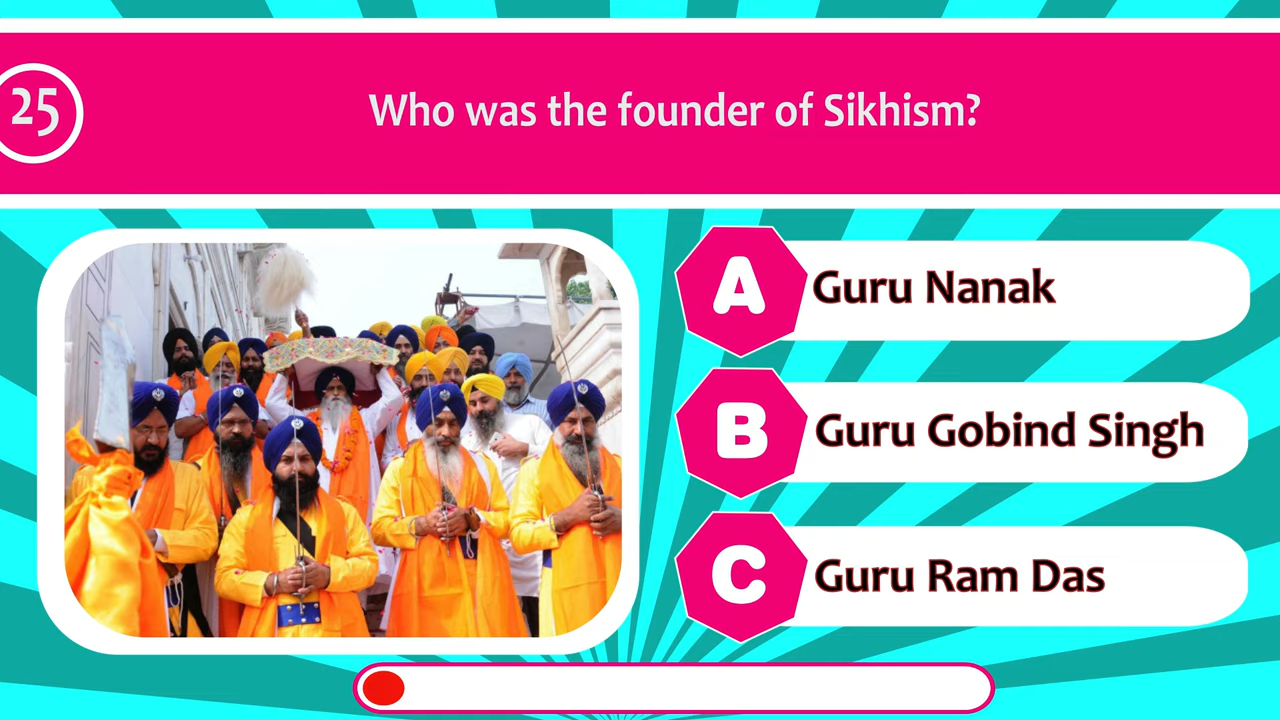 25
Who was the founder of Sikhism?
A
Guru Nanak
B
Guru Gobind Singh
C
Guru Ram Das